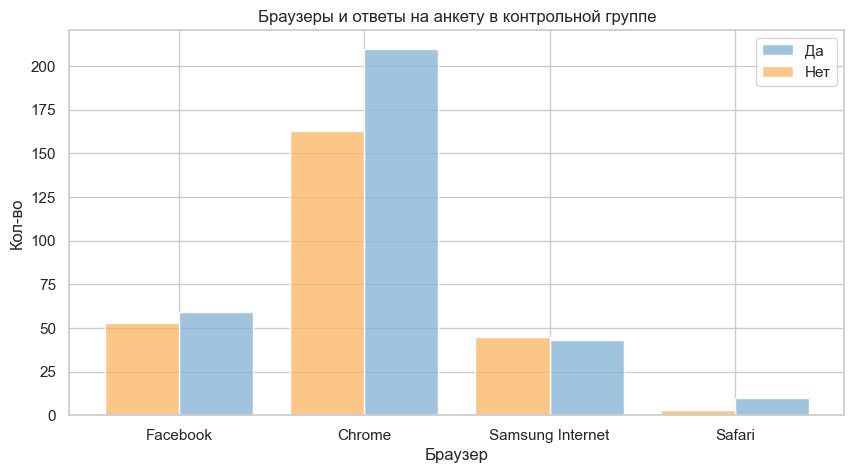 Браузеры и ответы на анкету в контрольной группе
Да
Нет
Кол-во
200
175
150
125
100
75
50
25
0
Facebook
Chrome
Samsung Internet
Safari
Браузер